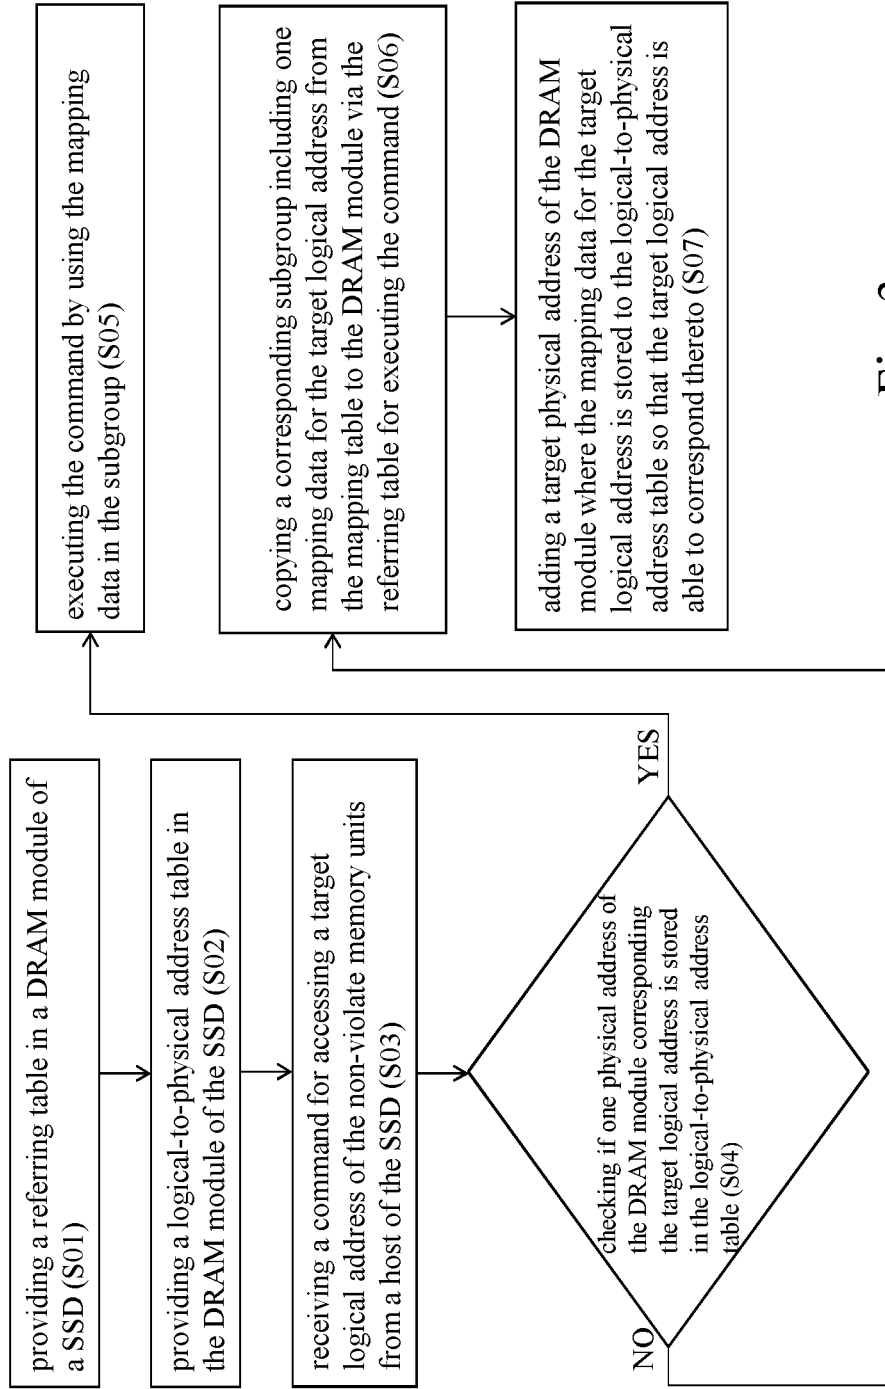 providing a referring table in a DRAM module of
a SSD (S01)
providing a logical-to-physical address table in
the DRAM module of the SSD (S02)
receiving a command for accessing a target
logical address of the non-violate memory units
from a host of the SSD (S03)
checking if one physical address of
the DRAM module corresponding
the target logical address is stored
in the logical-to-physical address
table (S04)
NO
YES
executing the command by using the mapping
data in the subgroup (S05)
copying a corresponding subgroup including one
mapping data for the target logical address from
the mapping table to the DRAM module via the
referring table for executing the command (S06)
adding a target physical address of the DRAM
module where the mapping data for the target
logical address is stored to the logical-to-physical
address table so that the target logical address is
able to correspond thereto (S07)